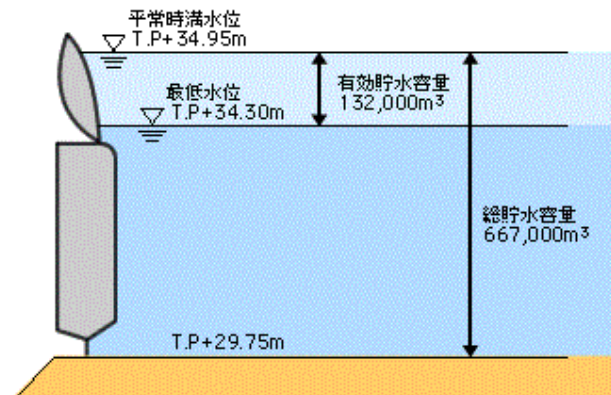 平常時満水位
T.P+34.95m
最低水位
T.P+34.30m
有効貯水容量
132,000m³
総貯水容量
667,000m³
T.P+29.75m